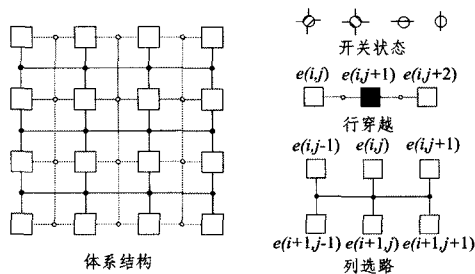 开关状态
e(i,j) e(i,j+1) e(i,j+2)
行穿越
e(i,j-1) e(i,j) e(i,j+1)
e(i+1,j-1) e(i+1,j) e(i+1,j+1)
体系结构
列选略